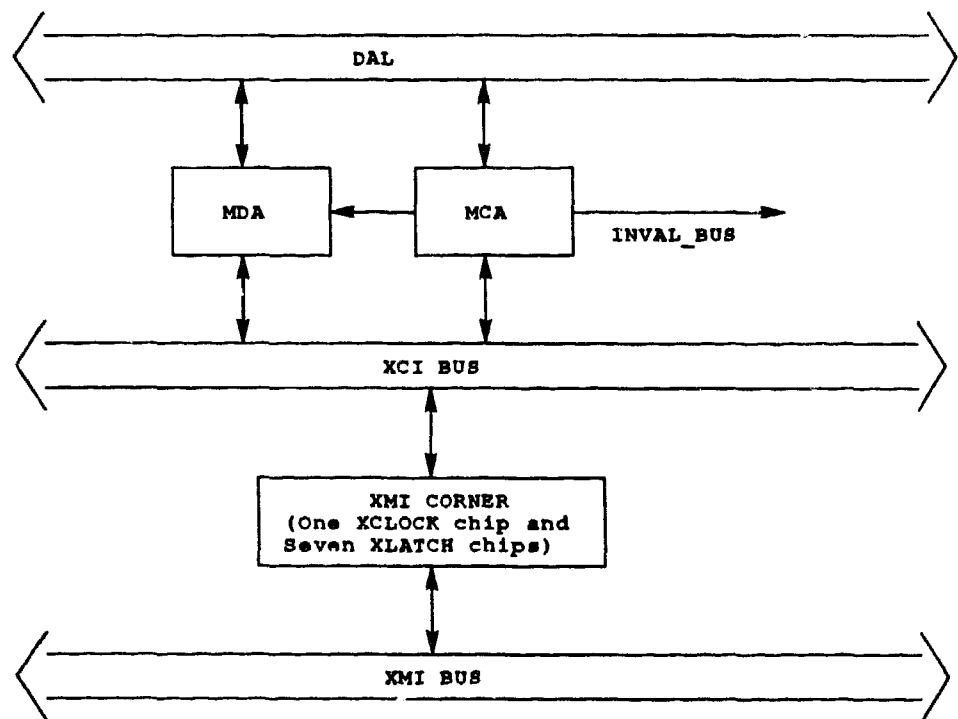 DAL
MDA
MCA
INVAL_BUS
XCI BUS
XMI CORNER
(One XCLOCK chip and
Seven XLATCH chips)
XMI BUS